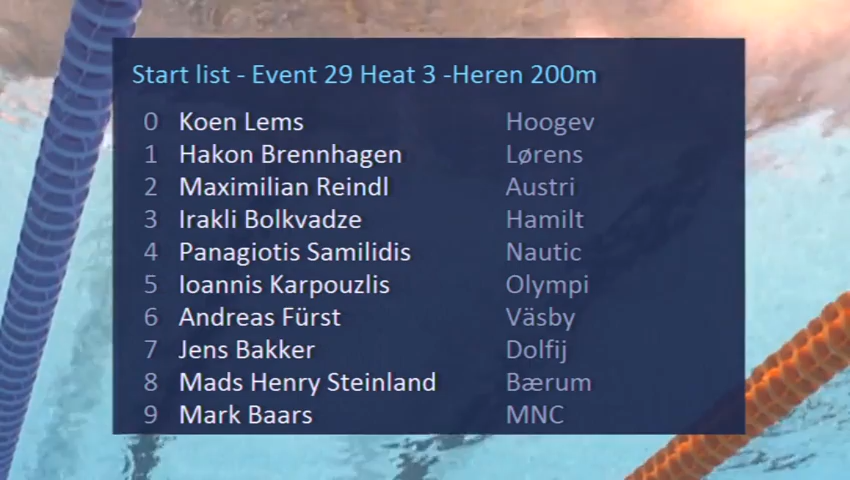 Start list - Event 29 Heat 3 -Heren 200m
0 Koen Lems Hoogev
1 Hakon Brennhagen Lørens
2 Maximilian Reindl Austri
3 Irakli Bolkvadze Hamilt
4 Panagiotis Samilidis Nautic
5 Ioannis Karpouzlis Olympi
6 Andreas Fürst Väsby
7 Jens Bakker Dolfij
8 Mads Henry Steinland Bærum
9 Mark Baars MNC